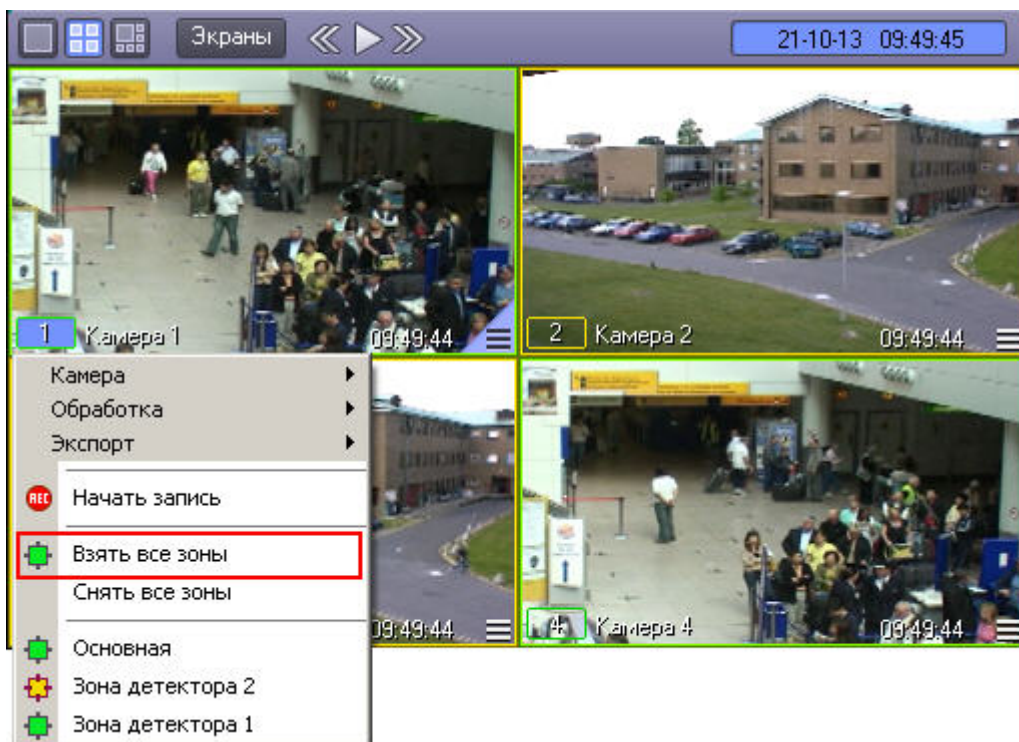 Экраны
21-10-13 09:49:45
1 Камера 1 09:49:44
2 Камера 2 09:49:44
Камера
Обработка
Экспорт
REC Начать запись
Взять все зоны
Снять все зоны
09:49:44
4 Камера 4 09:49:44
Основная
Зона детектора 2
Зона детектора 1